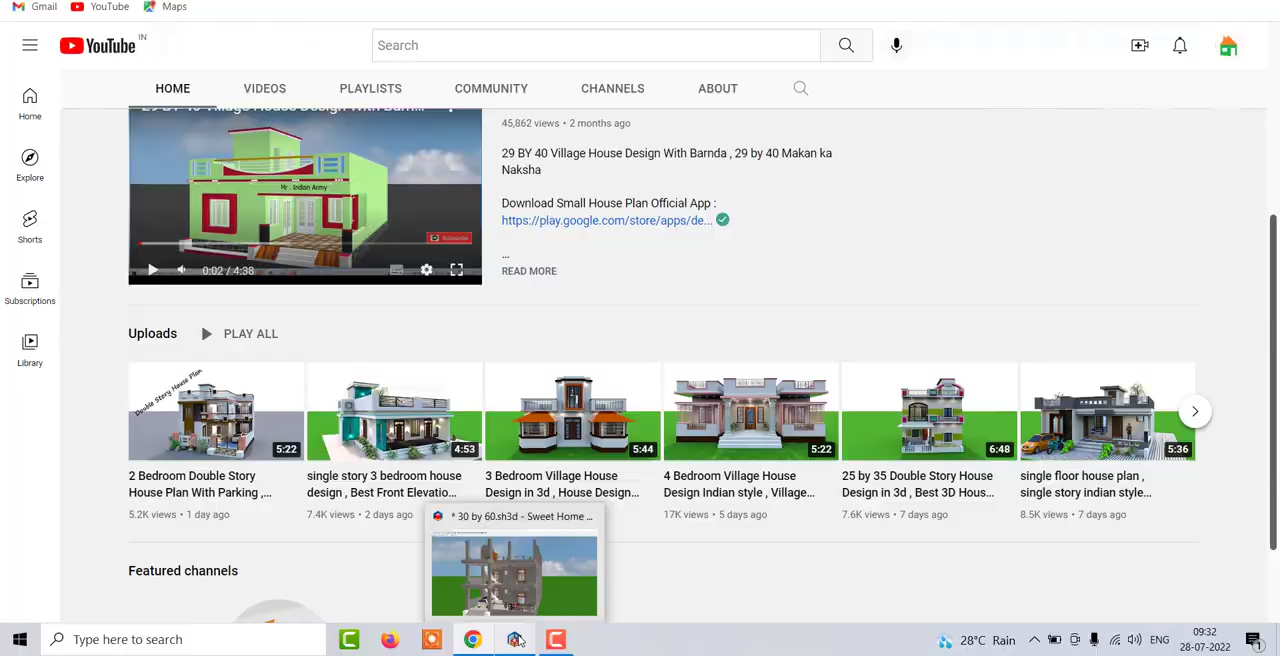 Gmail YouTube Maps
YouTube IN
Search
HOME VIDEOS PLAYLISTS COMMUNITY CHANNELS ABOUT
Home
Explore
Shorts
Subscriptions
Library
Mr . Indian Army
0:02 / 4:38
45,862 views • 2 months ago
29 BY 40 Village House Design With Barnda , 29 by 40 Makan ka
Naksha
Download Small House Plan Official App :
https://play.google.com/store/apps/de...
...
READ MORE
Uploads PLAY ALL
Double Story House Plan
5:22
2 Bedroom Double Story
House Plan With Parking ,...
5.2K views • 1 day ago
4:53
single story 3 bedroom house
design , Best Front Elevatio...
7.4K views • 2 days ago
5:44
3 Bedroom Village House
Design in 3d , House Design...
5:22
4 Bedroom Village House
Design Indian style , Village...
17K views • 5 days ago
6:48
25 by 35 Double Story House
Design in 3d , Best 3D Hous...
7.6K views • 7 days ago
5:36
single floor house plan ,
single story indian style...
8.5K views • 7 days ago
* 30 by 60.sh3d - Sweet Home ...
Featured channels
Type here to search
28°C Rain
ENG
09:32
28-07-2022
1